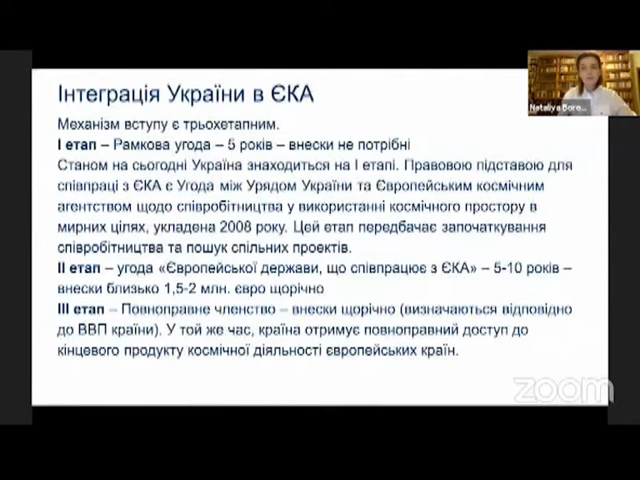 Інтеграція України в ЄКА
Механізм вступу є трьохетапним.
І етап – Рамкова угода – 5 років – внески не потрібні
Станом на сьогодні Україна знаходиться на І етапі. Правовою підставою для
співпраці з ЄКА є Угода між Урядом України та Європейським космічним
агентством щодо співробітництва у використанні космічного простору в
мирних цілях, укладена 2008 року. Цей етап передбачає започаткування
співробітництва та пошук спільних проектів.
ІІ етап – угода «Європейської держави, що співпрацює з ЄКА» – 5-10 років –
внески близько 1,5-2 млн. євро щорічно
ІІІ етап – Повноправне членство – внески щорічно (визначаються відповідно
до ВВП країни). У той же час, країна отримує повноправний доступ до
кінцевого продукту космічної діяльності європейських країн.
Nataliya Boro...
zoom